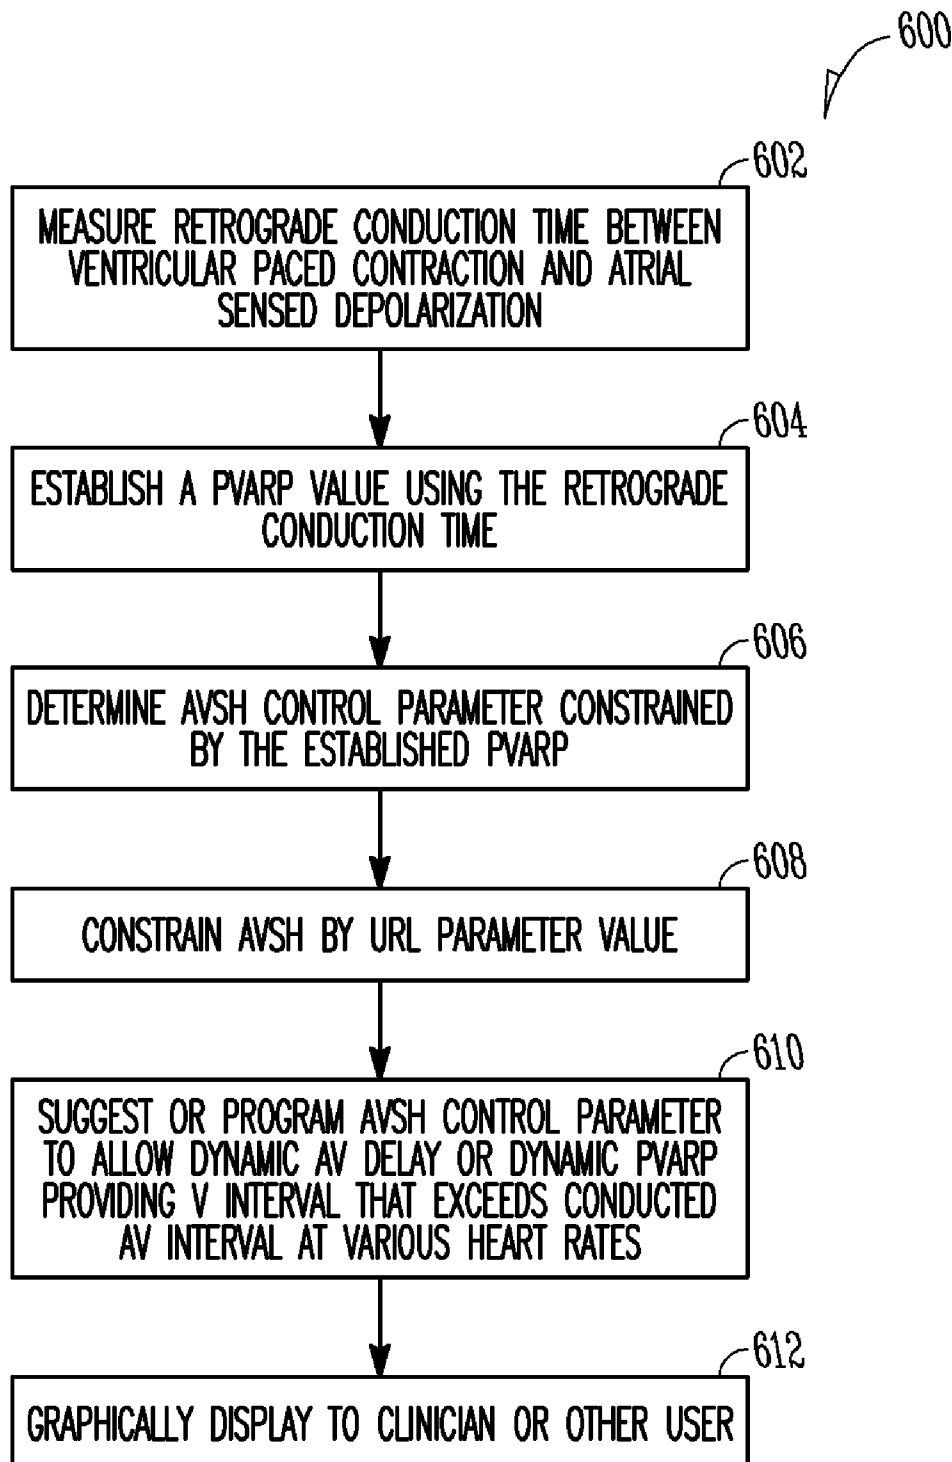 600
602
MEASURE RETROGRADE CONDUCTION TIME BETWEEN
VENTRICULAR PACED CONTRACTION AND ATRIAL
SENSED DEPOLARIZATION
604
ESTABLISH A PVARP VALUE USING THE RETROGRADE
CONDUCTION TIME
606
DETERMINE AVSH CONTROL PARAMETER CONSTRAINED
BY THE ESTABLISHED PVARP
608
CONSTRAIN AVSH BY URL PARAMETER VALUE
610
SUGGEST OR PROGRAM AVSH CONTROL PARAMETER
TO ALLOW DYNAMIC AV DELAY OR DYNAMIC PVARP
PROVIDING V INTERVAL THAT EXCEEDS CONDUCTED
AV INTERVAL AT VARIOUS HEART RATES
612
GRAPHICALLY DISPLAY TO CLINICIAN OR OTHER USER